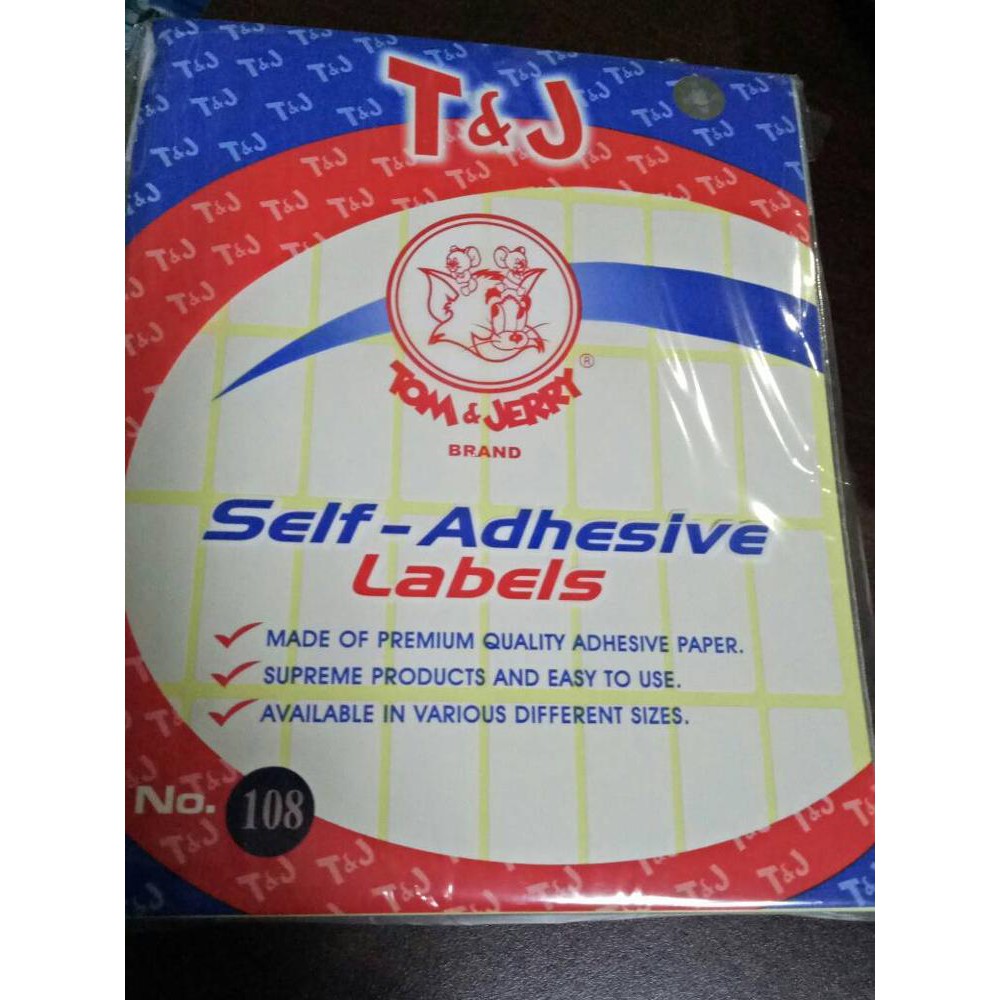 T&J
TOM & JERRY ®
BRAND
Self-Adhesive
Labels
MADE OF PREMIUM QUALITY ADHESIVE PAPER.
SUPREME PRODUCTS AND EASY TO USE.
AVAILABLE IN VARIOUS DIFFERENT SIZES.
No. 108